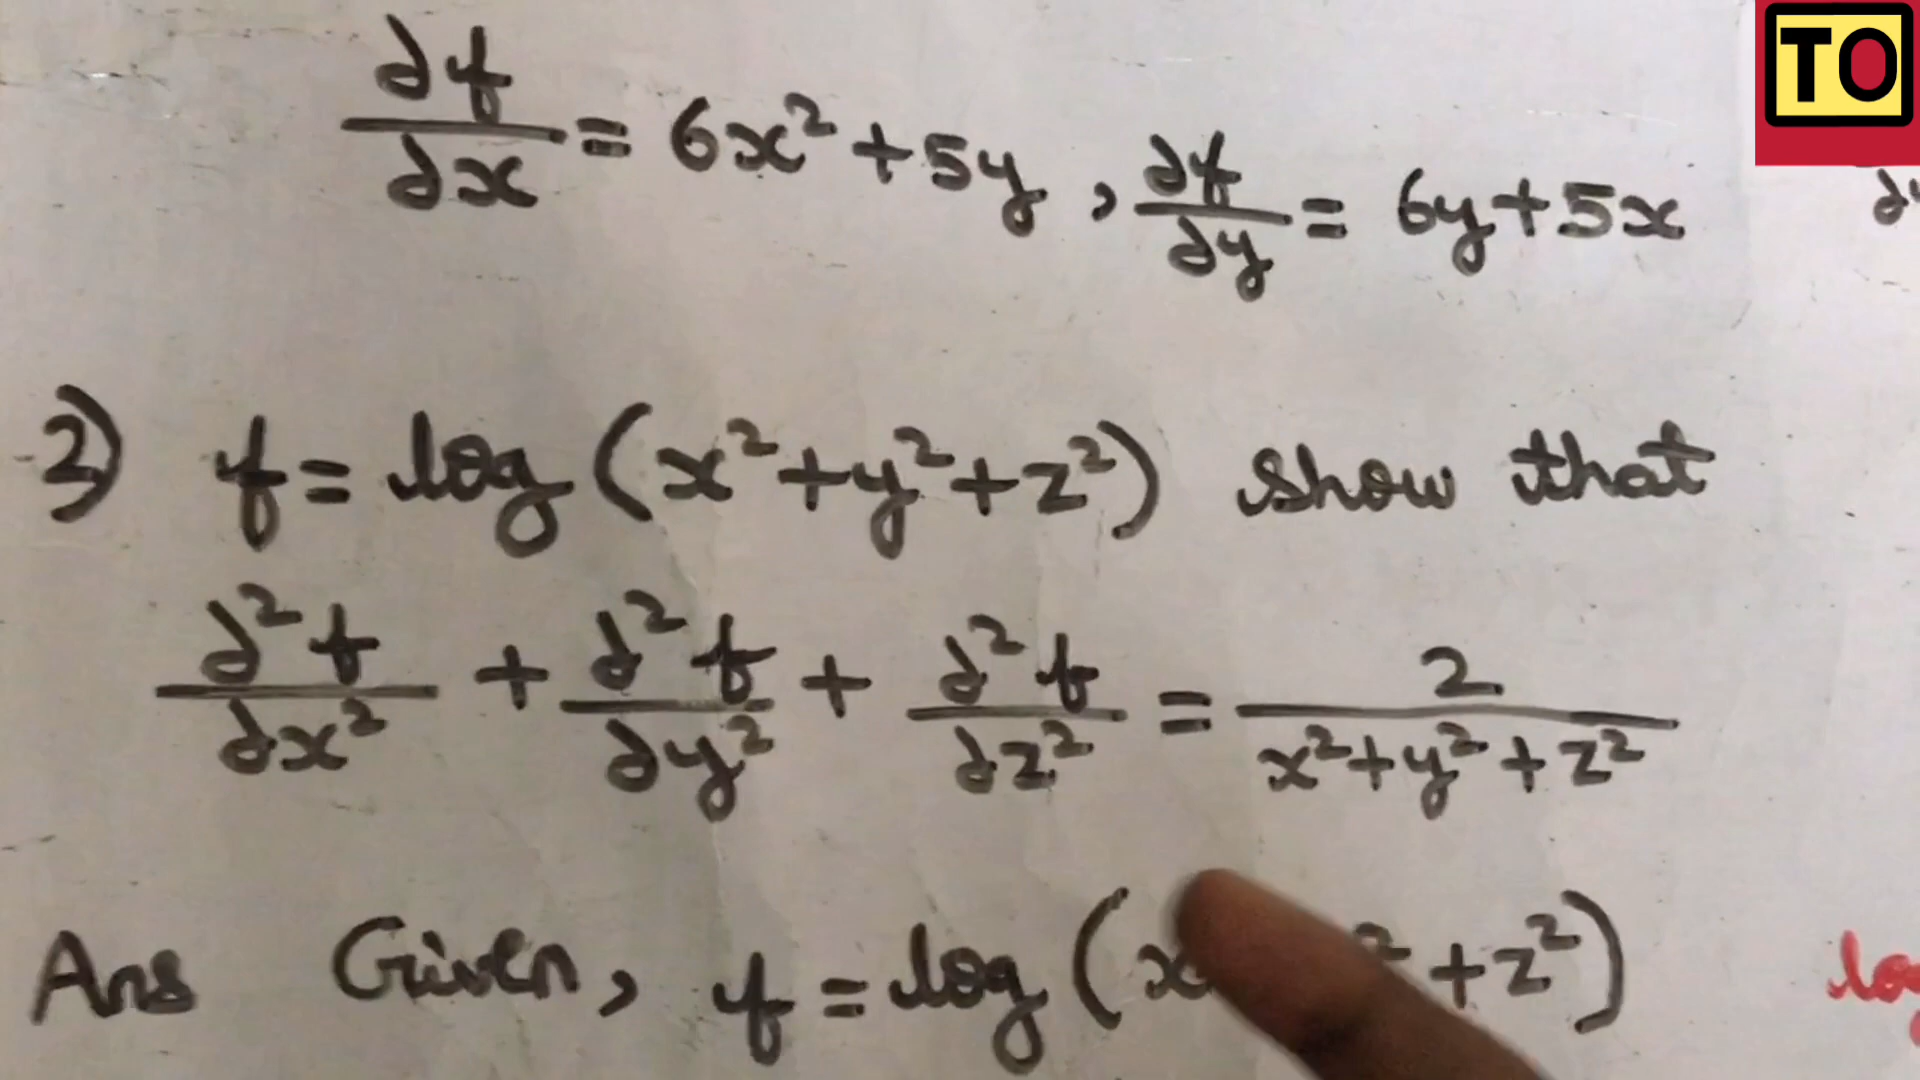 TO
∂f/∂x = 6x² + 5y , ∂f/∂y = 6y + 5x
2) f = log (x² + y² + z²) show that
∂²f/∂x² + ∂²f/∂y² + ∂²f/∂z² = 2/(x² + y² + z²)
Ans Given, f = log (x ² + z²)